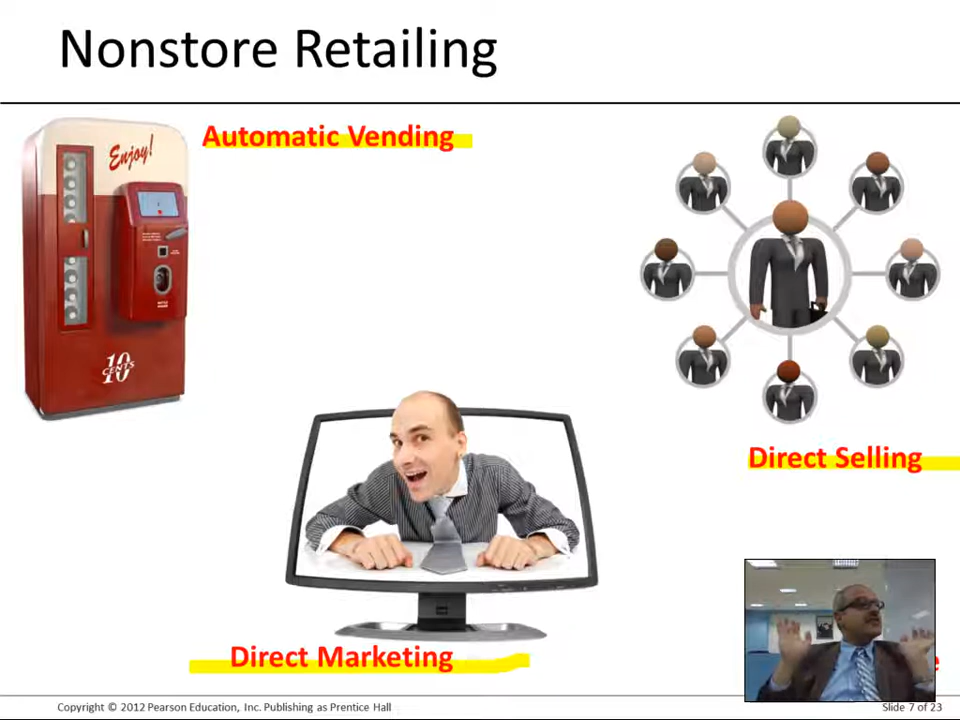 Nonstore Retailing
Automatic Vending
Enjoy!
10
CENTS
Direct Selling
Direct Marketing
Copyright © 2012 Pearson Education, Inc. Publishing as Prentice Hall
Slide 7 of 23